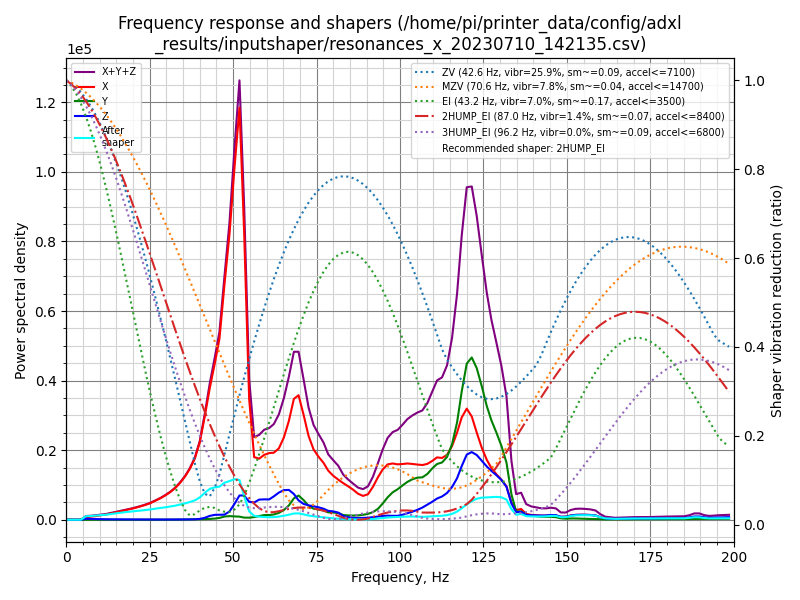 Frequency response and shapers (/home/pi/printer_data/config/adxl
_results/inputshaper/resonances_x_20230710_142135.csv)
1e5
X+Y+Z
X
Y
Z
After
shaper
ZV (42.6 Hz, vibr=25.9%, sm~=0.09, accel<=7100)
MZV (70.6 Hz, vibr=7.8%, sm~=0.04, accel<=14700)
EI (43.2 Hz, vibr=7.0%, sm~=0.17, accel<=3500)
2HUMP_EI (87.0 Hz, vibr=1.4%, sm~=0.07, accel<=8400)
3HUMP_EI (96.2 Hz, vibr=0.0%, sm~=0.09, accel<=6800)
Recommended shaper: 2HUMP_EI
Power spectral density
1.2
1.0
0.8
0.6
0.4
0.2
0.0
1.0
0.8
0.6
0.4
0.2
0.0
Shaper vibration reduction (ratio)
0 25 50 75 100 125 150 175 200
Frequency, Hz